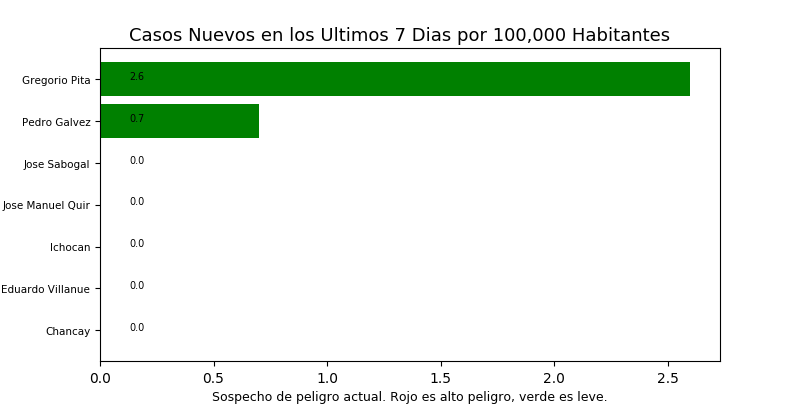 Casos Nuevos en los Ultimos 7 Dias por 100,000 Habitantes
Gregorio Pita 2.6
Pedro Galvez 0.7
Jose Sabogal 0.0
Jose Manuel Quir 0.0
Ichocan 0.0
Eduardo Villanue 0.0
Chancay 0.0
0.0 0.5 1.0 1.5 2.0 2.5
Sospecho de peligro actual. Rojo es alto peligro, verde es leve.